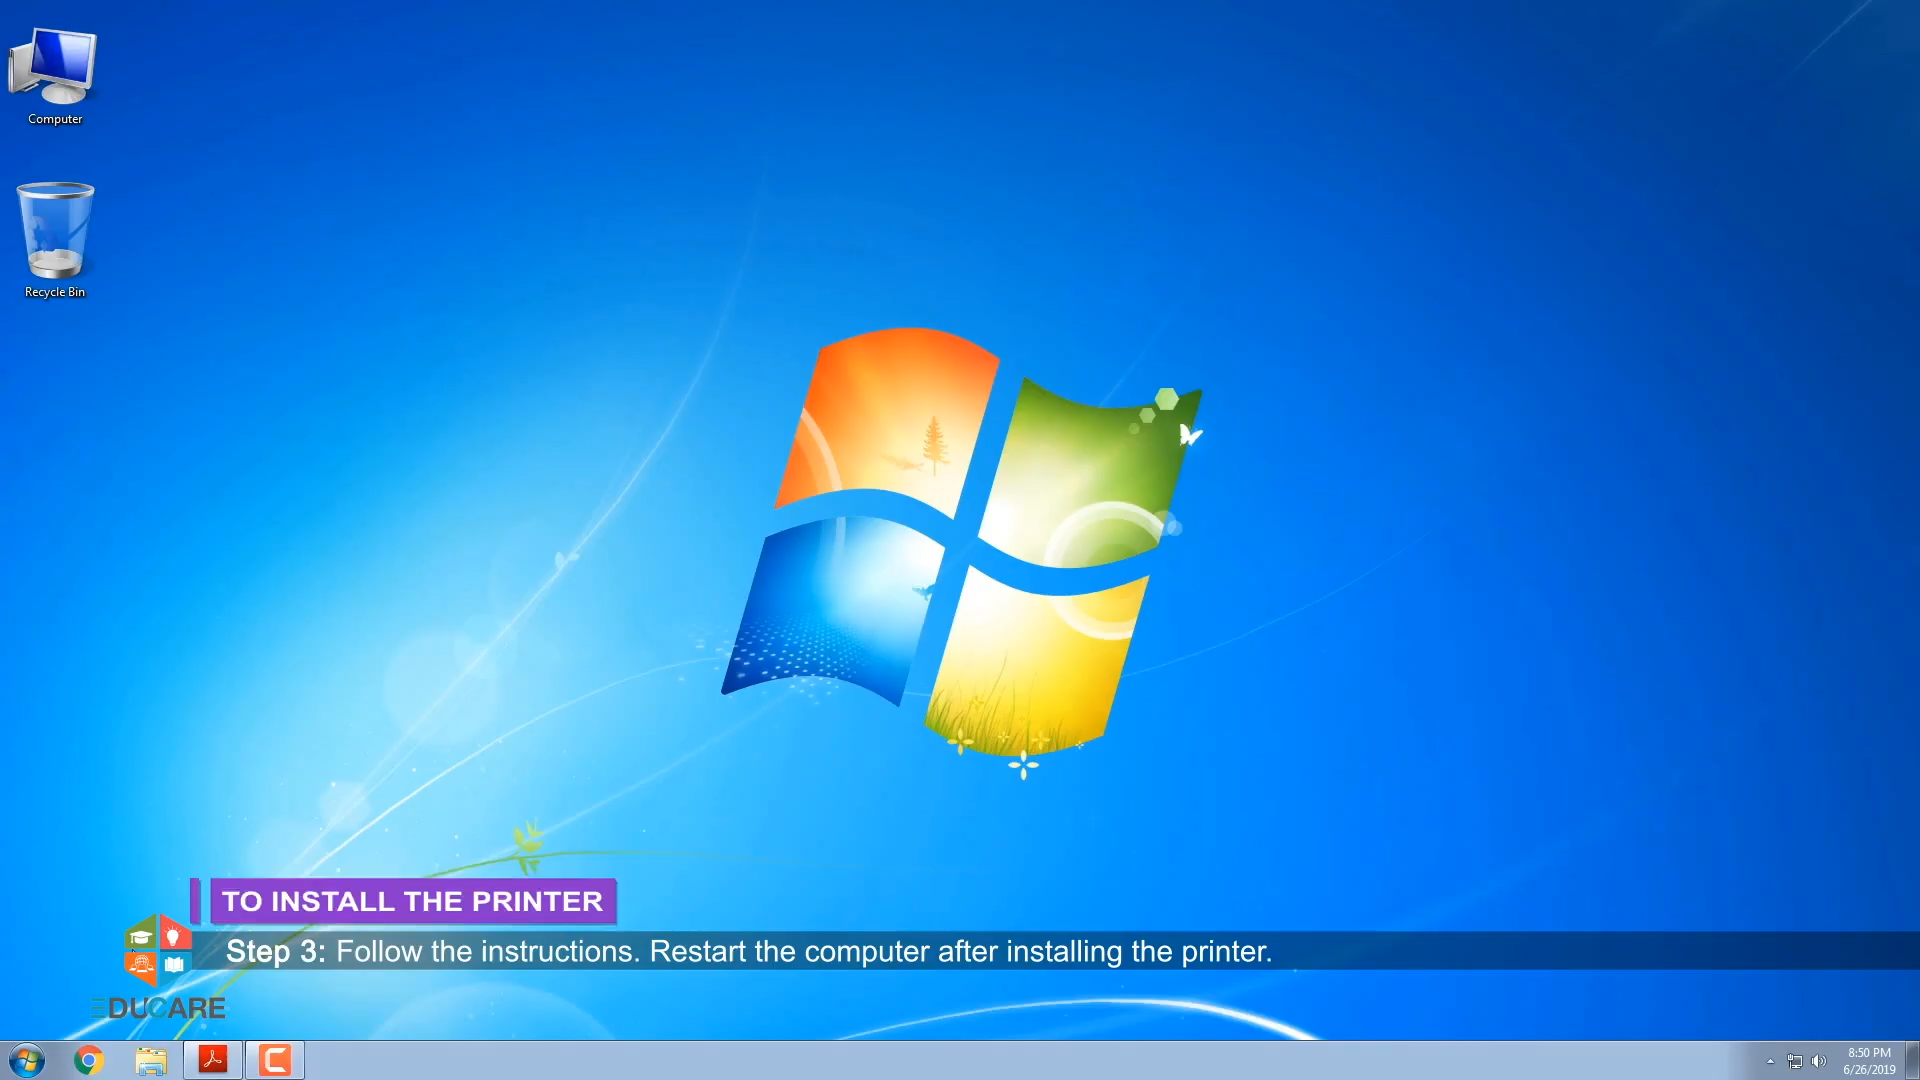 Computer
Recycle Bin
TO INSTALL THE PRINTER
Step 3: Follow the instructions. Restart the computer after installing the printer.
EDUCARE
8:50 PM
6/26/2019